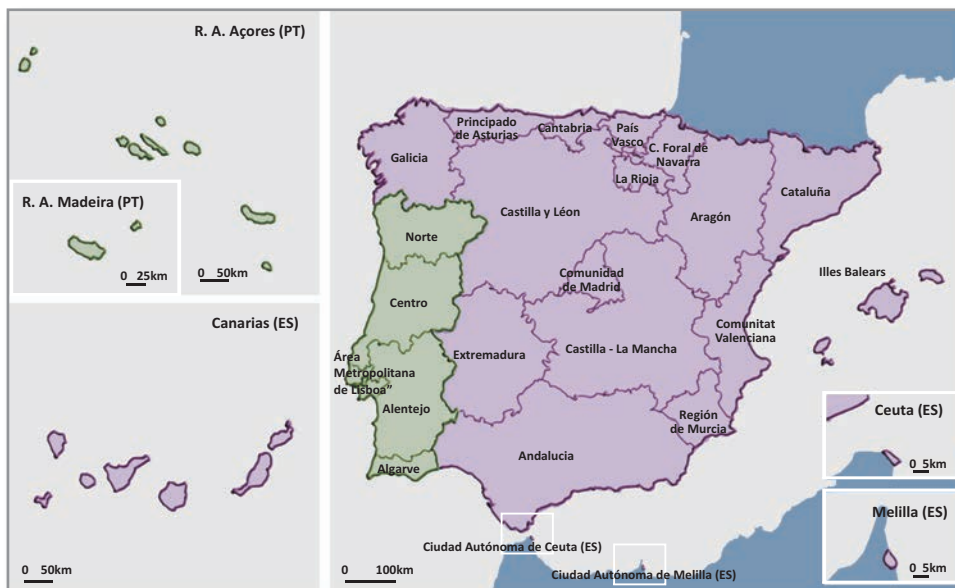 R. A. Açores (PT)
R. A. Madeira (PT)
0 25km
0 50km
Canarias (ES)
0 50km
Principado
de Asturias
Cantabria
País
Vasco
Galicia
C. Foral de
Navarra
La Rioja
Cataluña
Castilla y Léon
Aragón
Norte
Comunidad
de Madrid
Illes Balears
Centro
Comunitat
Valenciana
Área
Metropolitana
de Lisboa"
Extremadura
Castilla - La Mancha
Alentejo
Región
de Murcia
Algarve
Andalucia
Ceuta (ES)
0 5km
Melilla (ES)
0 5km
Ciudad Autónoma de Ceuta (ES)
Ciudad Autónoma de Melilla (ES)
0 100km